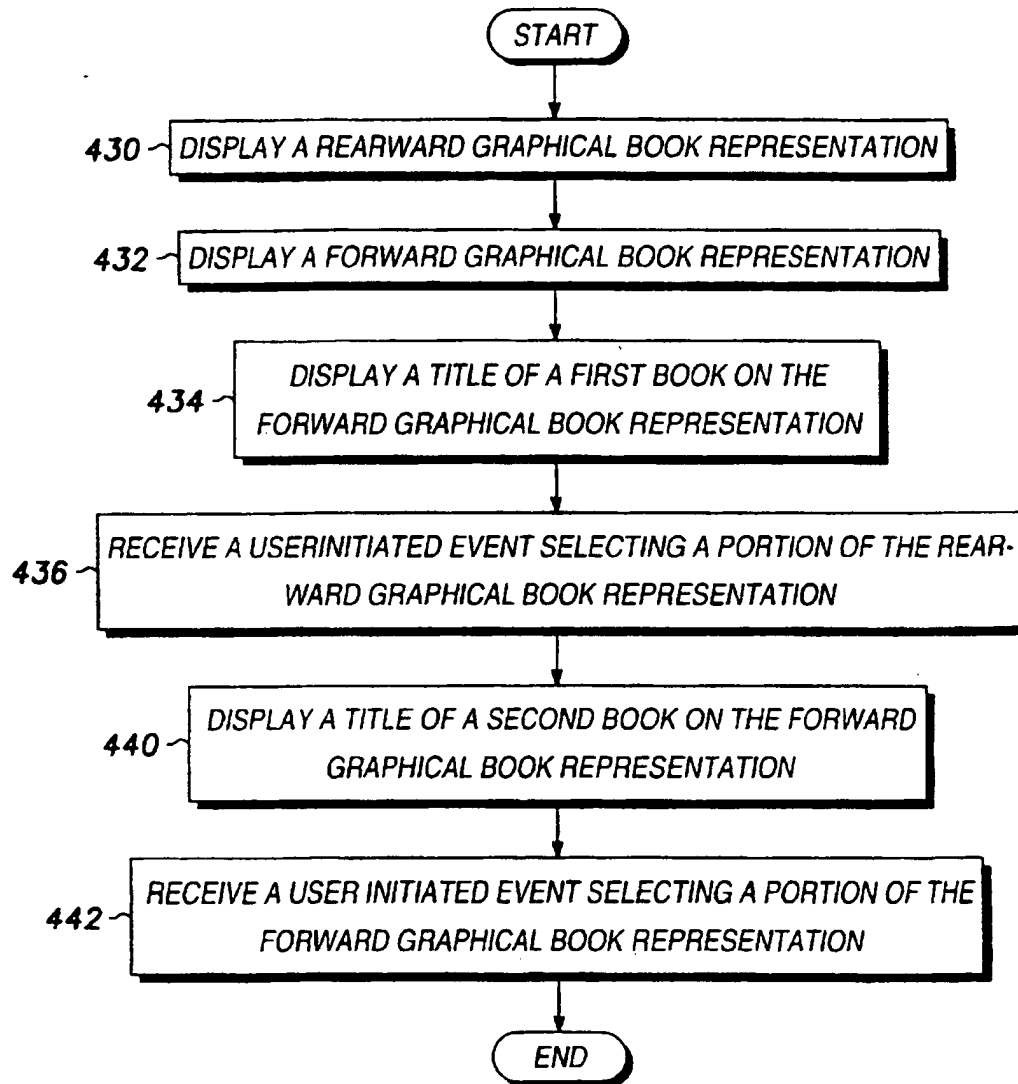 START
430 DISPLAY A REARWARD GRAPHICAL BOOK REPRESENTATION
432 DISPLAY A FORWARD GRAPHICAL BOOK REPRESENTATION
DISPLAY A TITLE OF A FIRST BOOK ON THE
434 FORWARD GRAPHICAL BOOK REPRESENTATION
RECEIVE A USERINITIATED EVENT SELECTING A PORTION OF THE REAR-
436 WARD GRAPHICAL BOOK REPRESENTATION
DISPLAY A TITLE OF A SECOND BOOK ON THE FORWARD
440 GRAPHICAL BOOK REPRESENTATION
RECEIVE A USER INITIATED EVENT SELECTING A PORTION OF THE
442 FORWARD GRAPHICAL BOOK REPRESENTATION
END